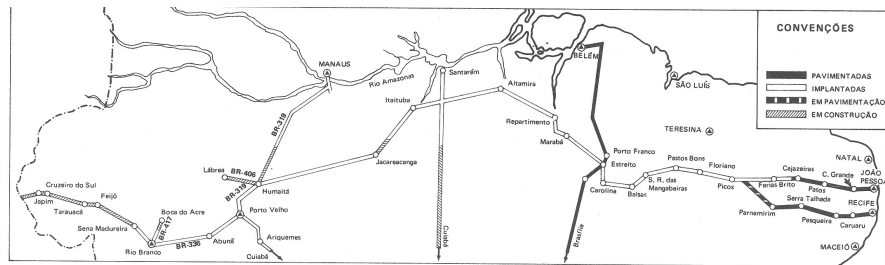 CONVENÇÕES
PAVIMENTADAS
IMPLANTADAS
EM PAVIMENTAÇÃO
EM CONSTRUÇÃO
MANAUS
Rio Amazonas
Santarém
Altamira
Itaituba
BELÉM
SÃO LUÍS
TERESINA
Repartimento
Marabá
Porto Franco
Estreito
Carolina
Balsas
S. R. das
Mangabeiras
Pastos Bons
Floriano
Picos
Farias Brito
Cajazeiras
Patos
C. Grande
NATAL
JOÃO
PESSOA
RECIFE
Parnamirim
Serra Talhada
Pesqueira
Caruaru
MACEIÓ
BR-319
Jacareacanga
Lábrea
BR-406
BR-319
Humaitá
Cruzeiro do Sul
Japim
Tarauacá
Feijó
Sena Madureira
Boca do Acre
BR-417
Rio Branco
BR-336
Abunã
Porto Velho
Ariquemes
Cuiabá
Cuiabá
Brasília